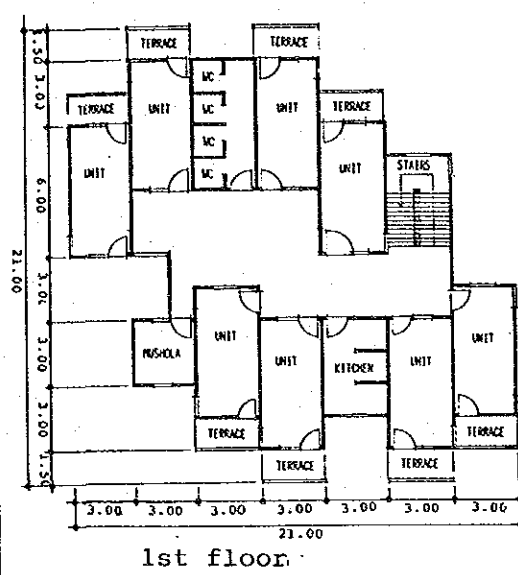 TERRACE TERRACE
1.50
WC
3.00
UNIT UNIT
TERRACE TERRACE
WC
WC
UNIT UNIT STAIRS
WC
6.00
21.00
3.00
MUSHOLA UNIT UNIT KITCHEN UNIT UNIT
3.00
3.00
TERRACE TERRACE
TERRACE TERRACE
1.50
3.00 3.00 3.00 3.00 3.00 3.00 3.00
21.00
1st floor